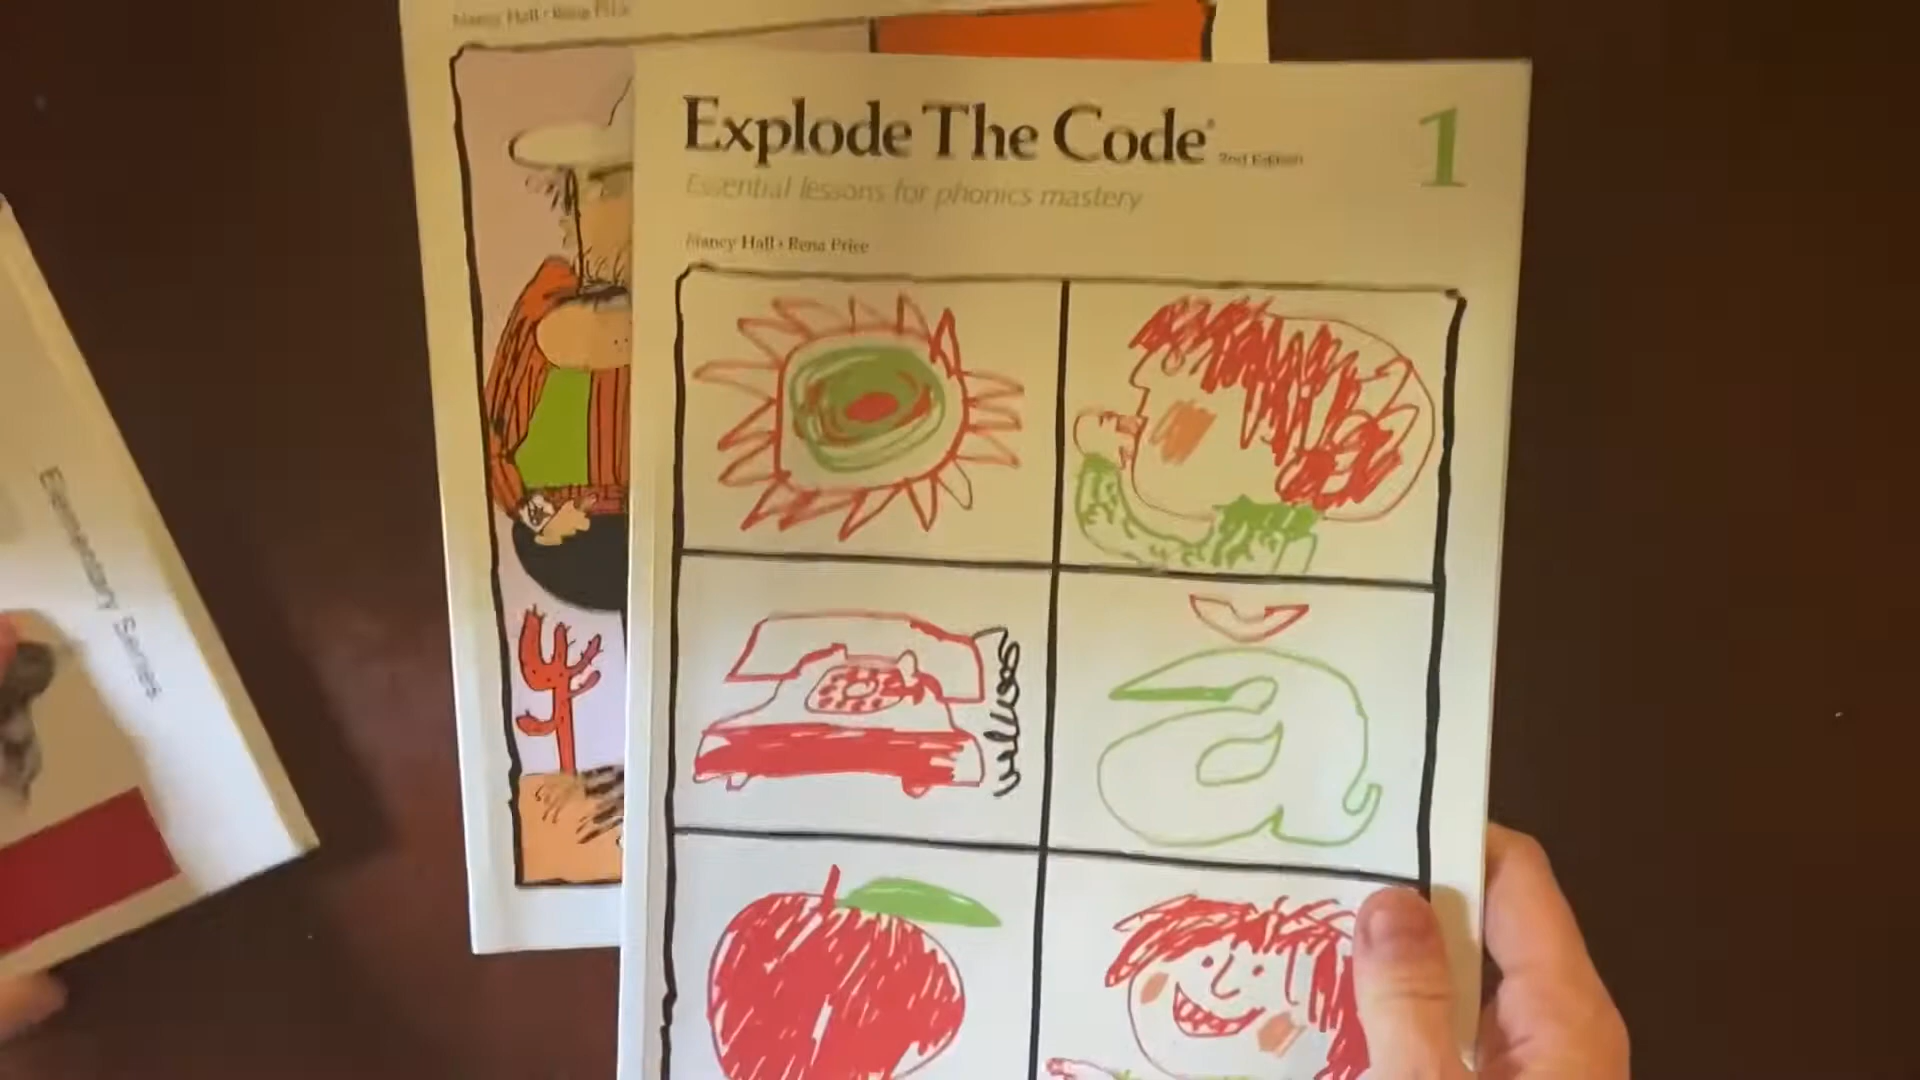 Nancy Hall • Rena Price
Explode The Code® 2nd Edition
1
Essential lessons for phonics mastery
Nancy Hall • Rena Price
ă
Elementary Series